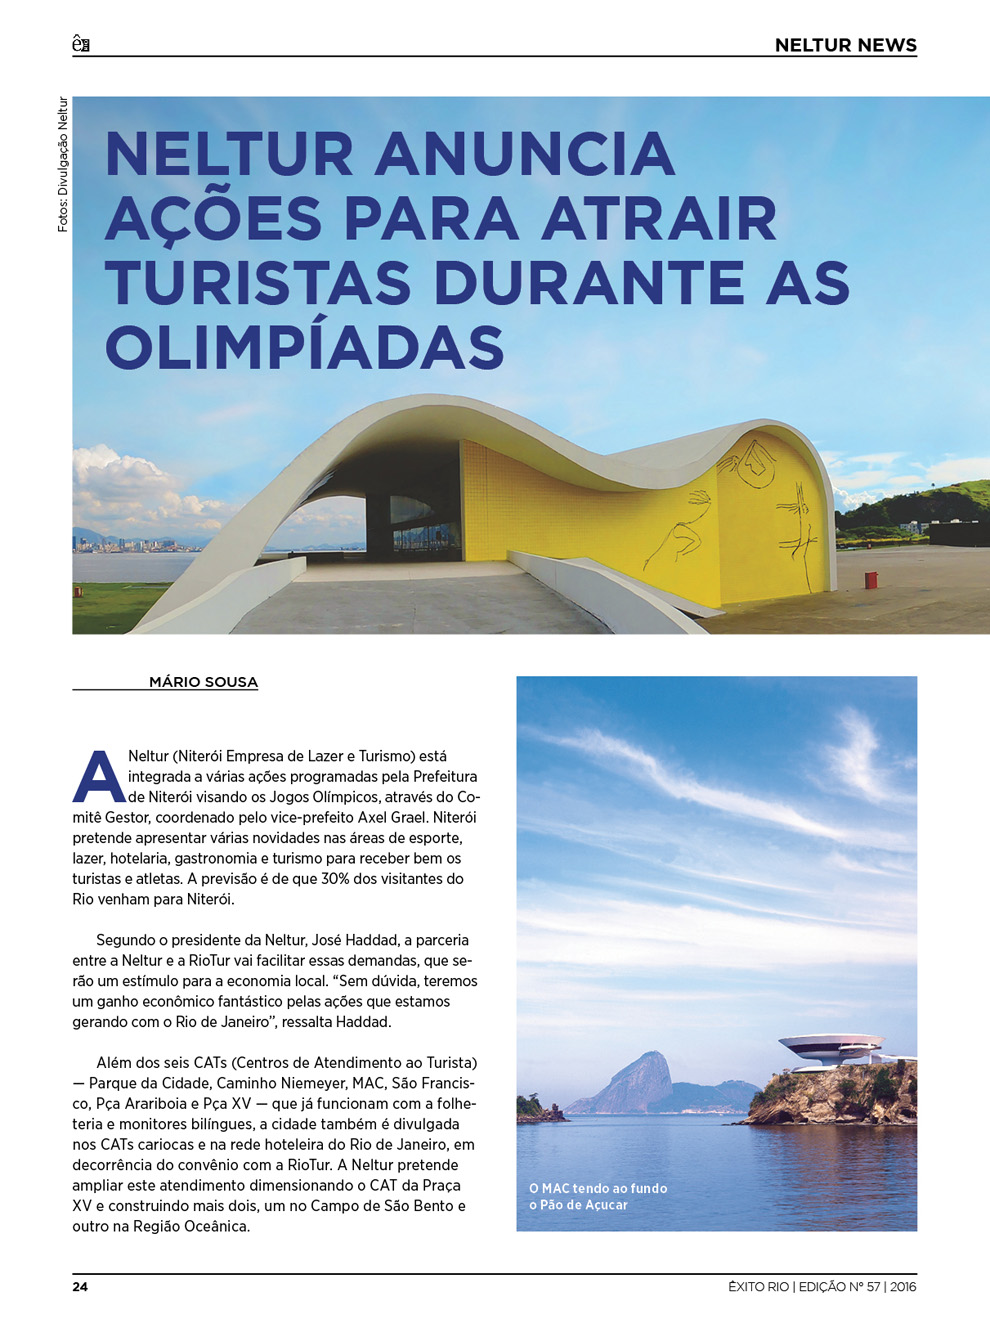 NELTUR NEWS
Fotos: Divulgação Neltur
NELTUR ANUNCIA
AÇÕES PARA ATRAIR
TURISTAS DURANTE AS
OLIMPÍADAS
MÁRIO SOUSA
A Neltur (Niterói Empresa de Lazer e Turismo) está
integrada a várias ações programadas pela Prefeitura
de Niterói visando os Jogos Olímpicos, através do Co-
mitê Gestor, coordenado pelo vice-prefeito Axel Grael. Niterói
pretende apresentar várias novidades nas áreas de esporte,
lazer, hotelaria, gastronomia e turismo para receber bem os
turistas e atletas. A previsão é de que 30% dos visitantes do
Rio venham para Niterói.
Segundo o presidente da Neltur, José Haddad, a parceria
entre a Neltur e a RioTur vai facilitar essas demandas, que se-
rão um estímulo para a economia local. “Sem dúvida, teremos
um ganho econômico fantástico pelas ações que estamos
gerando com o Rio de Janeiro”, ressalta Haddad.
Além dos seis CATs (Centros de Atendimento ao Turista)
— Parque da Cidade, Caminho Niemeyer, MAC, São Francis-
co, Pça Arariboia e Pça XV — que já funcionam com a folhe-
teria e monitores bilíngues, a cidade também é divulgada
nos CATs cariocas e na rede hoteleira do Rio de Janeiro, em
decorrência do convênio com a RioTur. A Neltur pretende
ampliar este atendimento dimensionando o CAT da Praça
XV e construindo mais dois, um no Campo de São Bento e
outro na Região Oceânica.
O MAC tendo ao fundo
o Pão de Açucar
24
ÊXITO RIO | EDIÇÃO Nº 57 | 2016